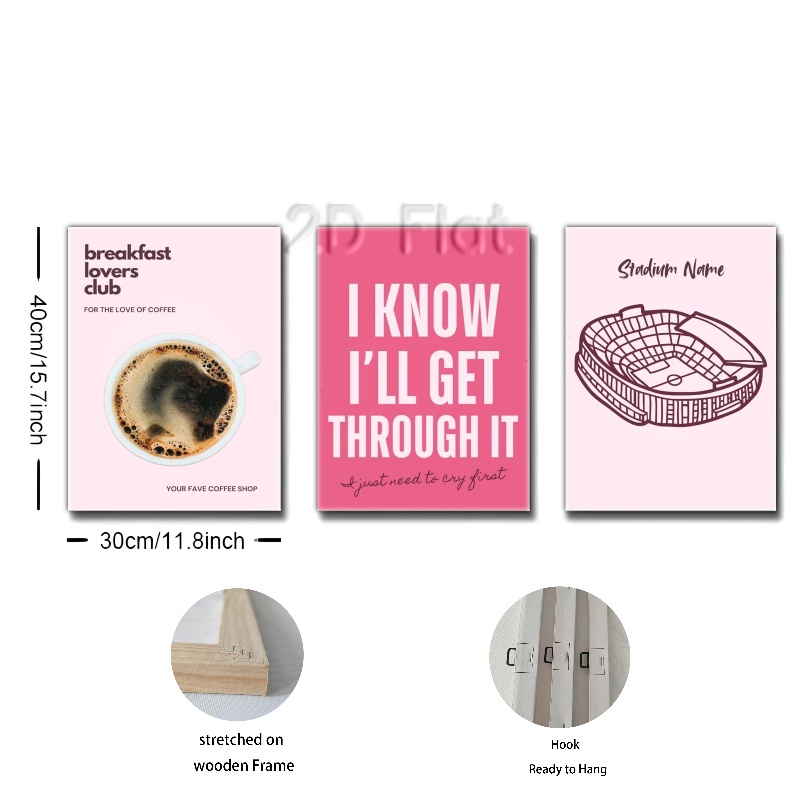 2D Flat
breakfast
lovers
club
FOR THE LOVE OF COFFEE
YOUR FAVE COFFEE SHOP
I KNOW
I'LL GET
THROUGH IT
I just need to cry first
Stadium Name
40cm/15.7inch
30cm/11.8inch
stretched on
wooden Frame
Hook
Ready to Hang